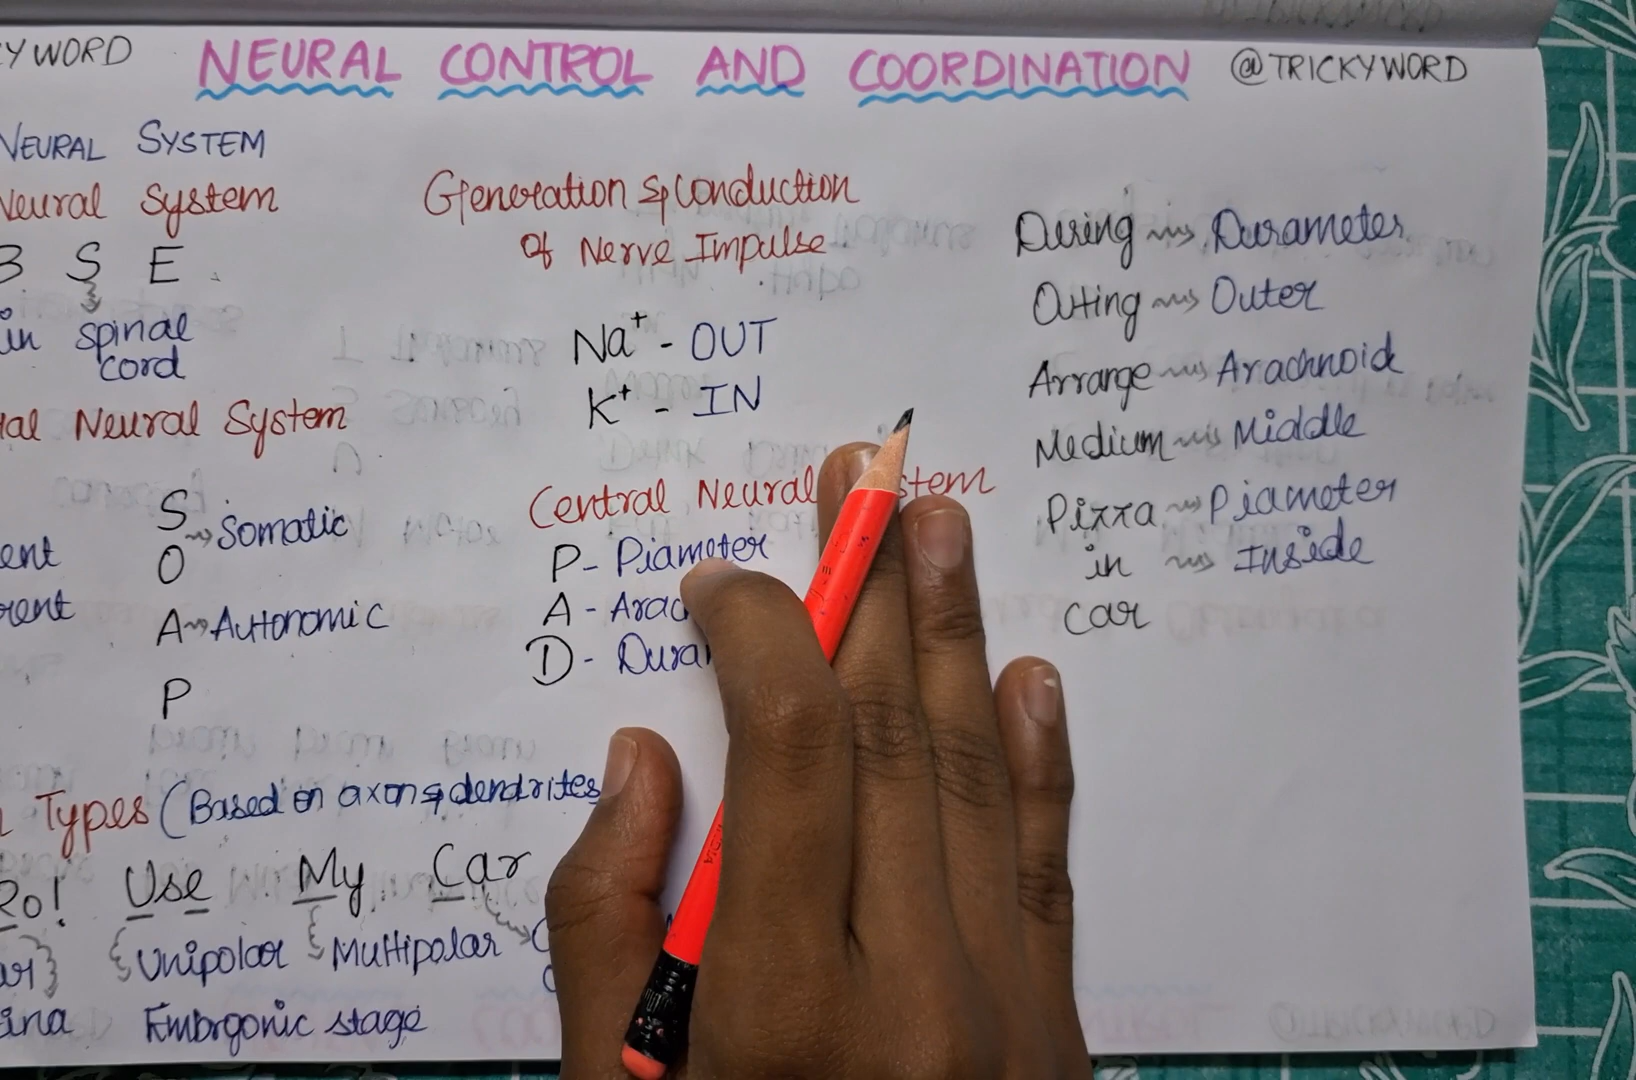 NEURAL CONTROL AND COORDINATION @TRICKYWORD
NEURAL SYSTEM
Neural System
S E
spinal
cord
Neural System
S
Somatic
O
A Autonomic
P
Types (Based on axon & dendrites
Use My Car
Unipolar Multipolar
Embrgonic stage
Generation & Conduction
of Nerve Impulse
Na+ - OUT
K+ - IN
Central Neural
P- Piameter
A -
D -
During Durameter
Outing Outer
Arrange Arachnoid
Medium Middle
Pizza Piameter
in Inside
car